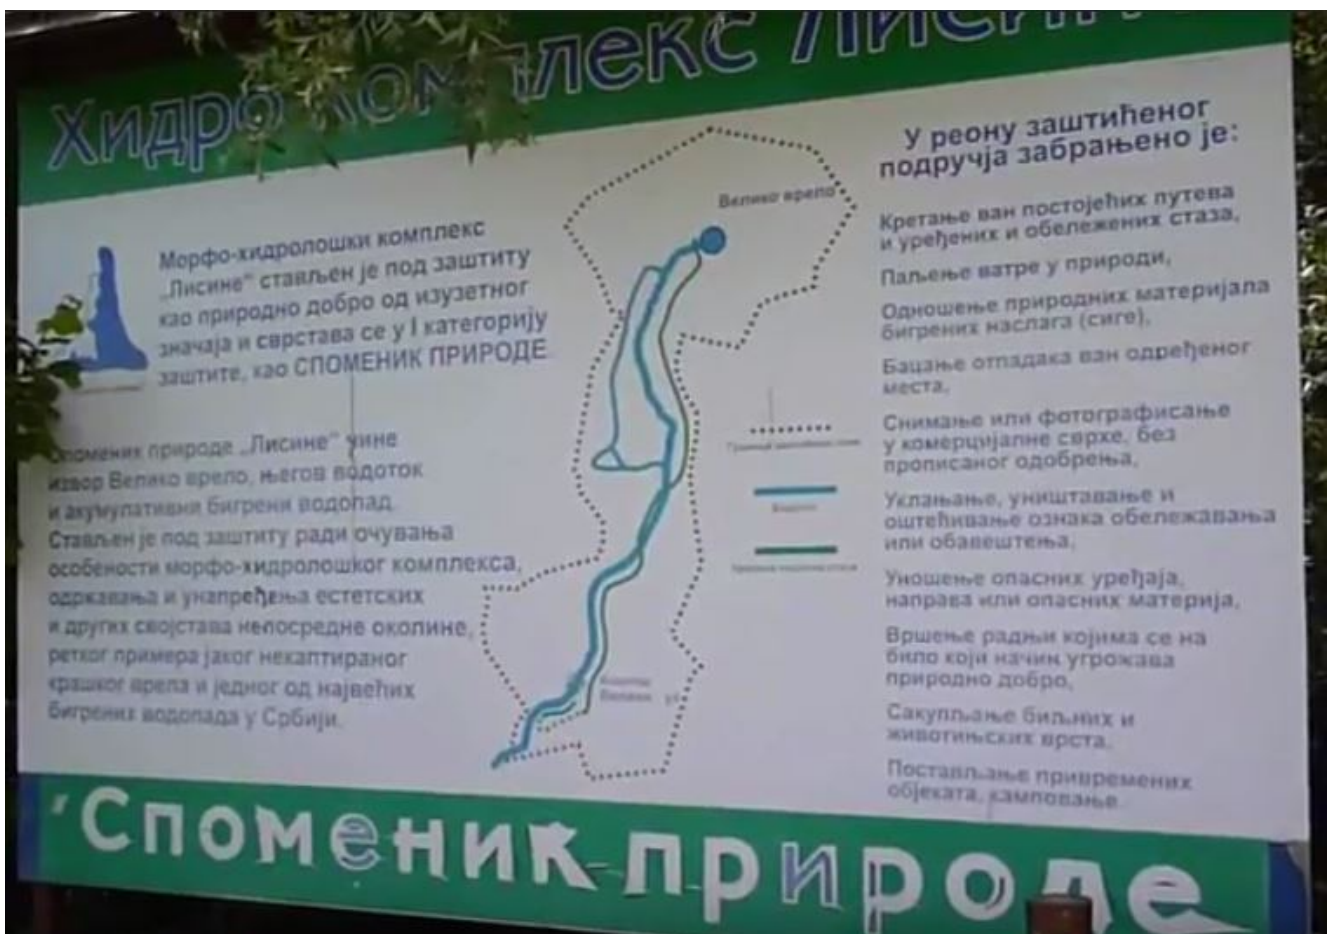 Хидро комплекс Лисин
Морфо-хидролошки комплекс
„Лисине“ стављен је под заштиту
као природно добро од изузетног
значаја и сврстава се у I категорију
заштите, као СПОМЕНИК ПРИРОДЕ
Споменик природе „Лисине“ чине
извор Велико врело, његов водоток
и акумулативни бигрени водопад.
Стављен је под заштиту ради очувања
особености морфо-хидролошког комплекса,
одржавања и унапређења естетских
и других својстава непосредне околине,
ретког примера јаког некаптираног
крашког врела и једног од највећих
бигрених водопада у Србији.
Велико врело
Водоток
У реону заштићеног
подручја забрањено је:
Кретање ван постојећих путева
и уређених и обележених стаза,
Паљење ватре у природи,
Одношење природних материјала
бигрених наслага (сиге),
Бацање отпадака ван одређеног
места,
Снимање или фотографисање
у комерцијалне сврхе, без
прописаног одобрења,
Уклањање, уништавање и
оштећивање ознака обележавања
или обавештења,
Уношење опасних уређаја,
направа или опасних материја,
Вршење радњи којима се на
било који начин угрожава
природно добро,
Сакупљање биљних и
животињских врста,
Постављање привремених
објеката, камповање.
Споменик природе